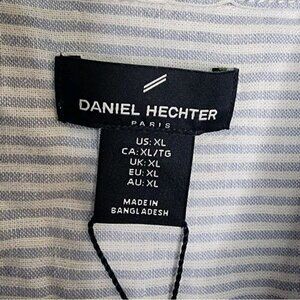 DANIEL HECHTER
PARIS
US: XL
CA: XL/TG
UK: XL
EU: XL
AU: XL
MADE IN
BANGLADESH